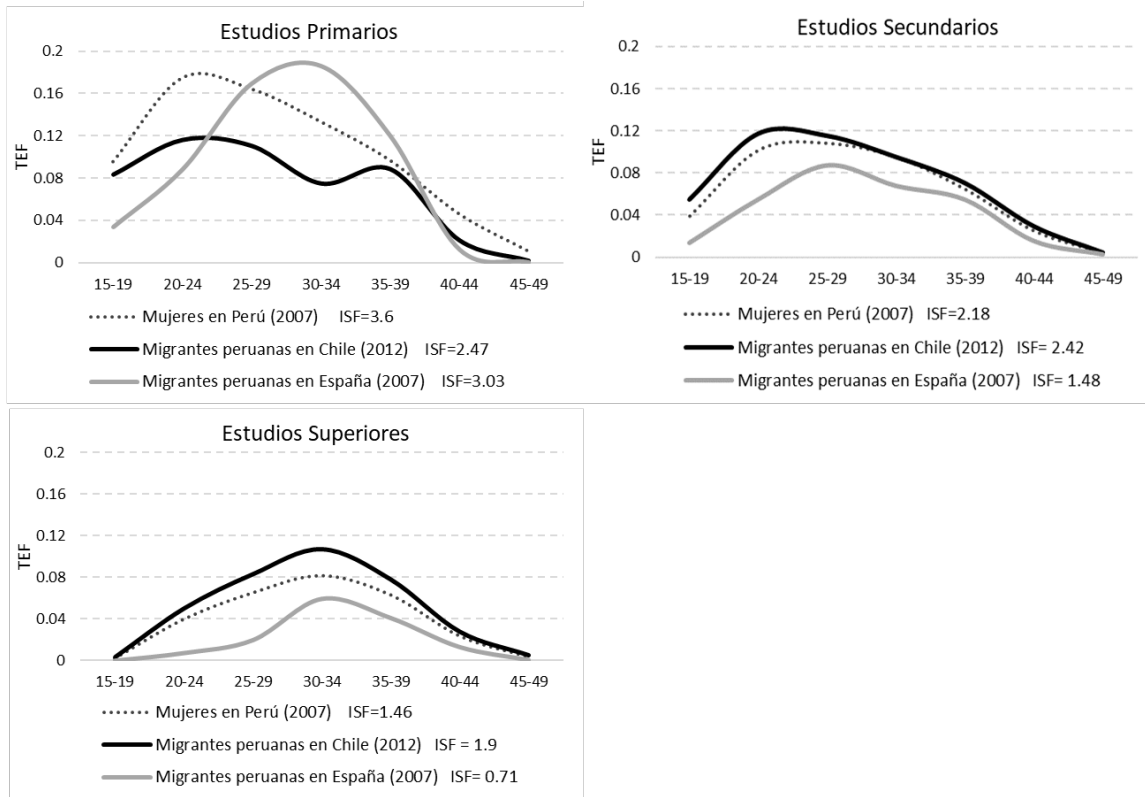 Estudios Primarios
0.2
0.16
0.12
0.08
0.04
0
TEF
15-19 20-24 25-29 30-34 35-39 40-44 45-49
Mujeres en Perú (2007) ISF=3.6
Migrantes peruanas en Chile (2012) ISF=2.47
Migrantes peruanas en España (2007) ISF=3.03
Estudios Secundarios
0.2
0.16
0.12
0.08
0.04
0
TEF
15-19 20-24 25-29 30-34 35-39 40-44 45-49
Mujeres en Perú (2007) ISF=2.18
Migrantes peruanas en Chile (2012) ISF= 2.42
Migrantes peruanas en España (2007) ISF= 1.48
Estudios Superiores
0.2
0.16
0.12
0.08
0.04
0
TEF
15-19 20-24 25-29 30-34 35-39 40-44 45-49
Mujeres en Perú (2007) ISF=1.46
Migrantes peruanas en Chile (2012) ISF = 1.9
Migrantes peruanas en España (2007) ISF= 0.71